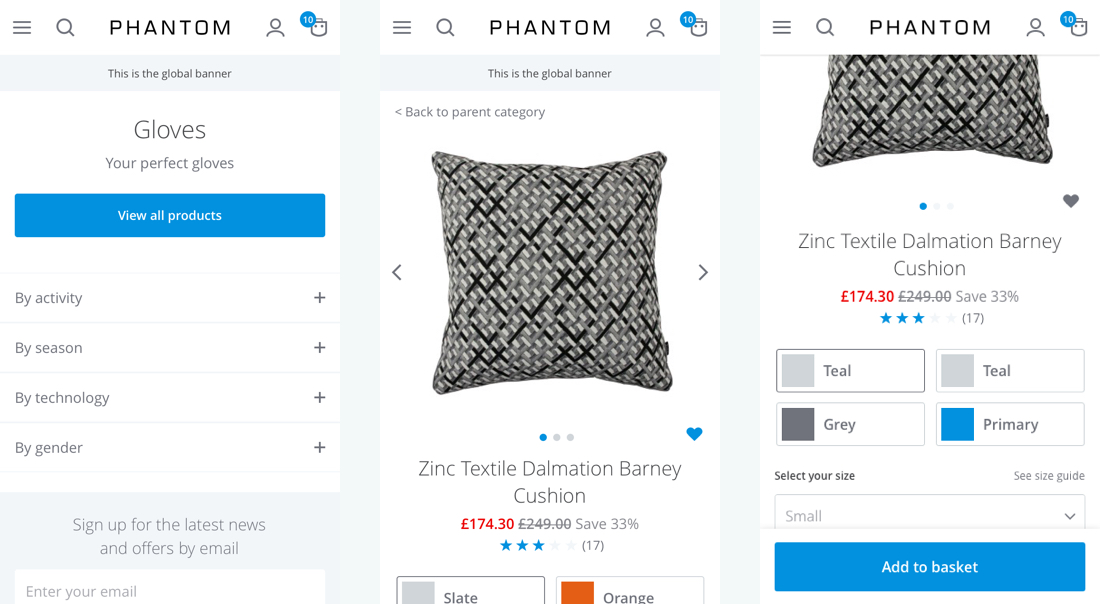 10
PHANTOM
This is the global banner
Gloves
Your perfect gloves
View all products
By activity
By season
By technology
By gender
Sign up for the latest news
and offers by email
Enter your email
10
PHANTOM
This is the global banner
< Back to parent category
Zinc Textile Dalmation Barney
Cushion
£174.30 £249.00 Save 33%
(17)
Slate
Orange
10
PHANTOM
Zinc Textile Dalmation Barney
Cushion
£174.30 £249.00 Save 33%
(17)
Teal
Teal
Grey
Primary
Select your size
See size guide
Small
Add to basket